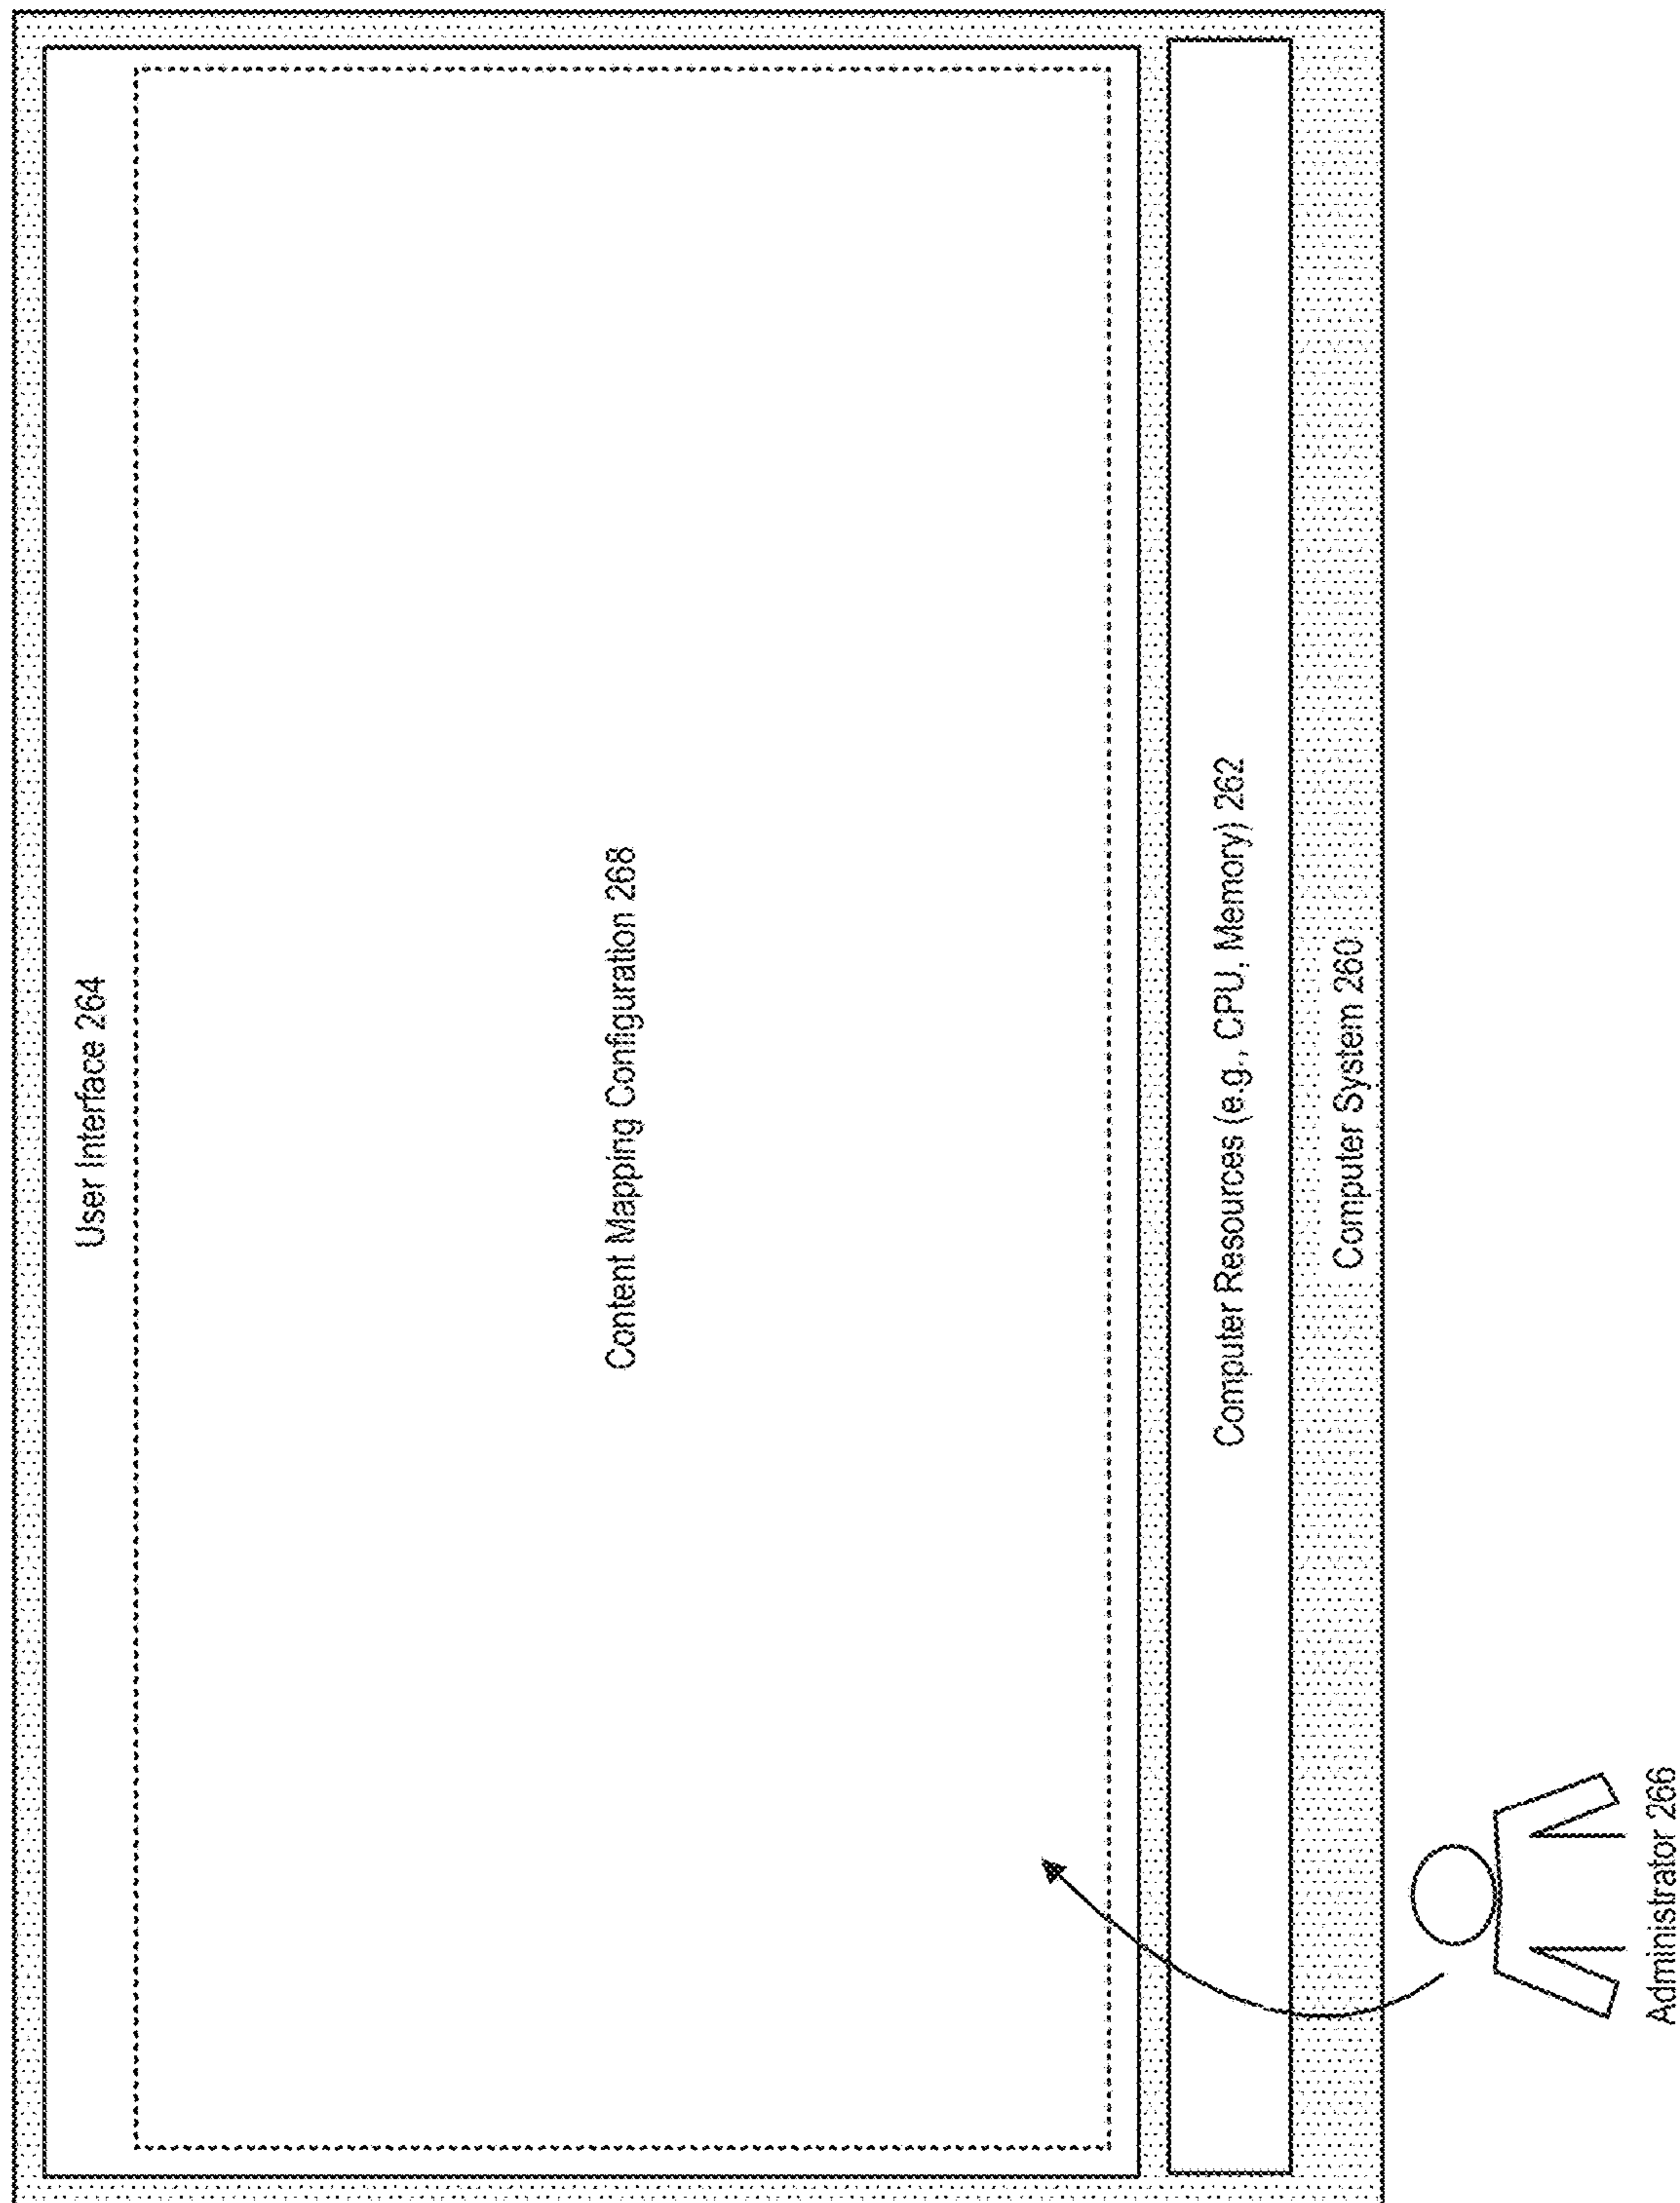 User Interface 264
Content Mapping Configuration 268
Computer Resources (e.g., CPU, Memory) 262
Computer System 260
Administrator 266